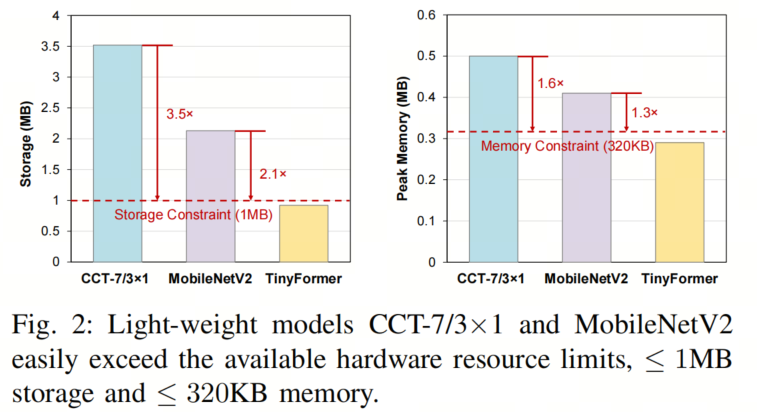 4
3.5
3
2.5
2
1.5
1
0.5
0
Storage (MB)
3.5×
2.1×
Storage Constraint (1MB)
CCT-7/3×1 MobileNetV2 TinyFormer
0.6
0.5
0.4
0.3
0.2
0.1
0
Peak Memory (MB)
1.6×
1.3×
Memory Constraint (320KB)
CCT-7/3×1 MobileNetV2 TinyFormer
Fig. 2: Light-weight models CCT-7/3×1 and MobileNetV2
easily exceed the available hardware resource limits, ≤ 1MB
storage and ≤ 320KB memory.